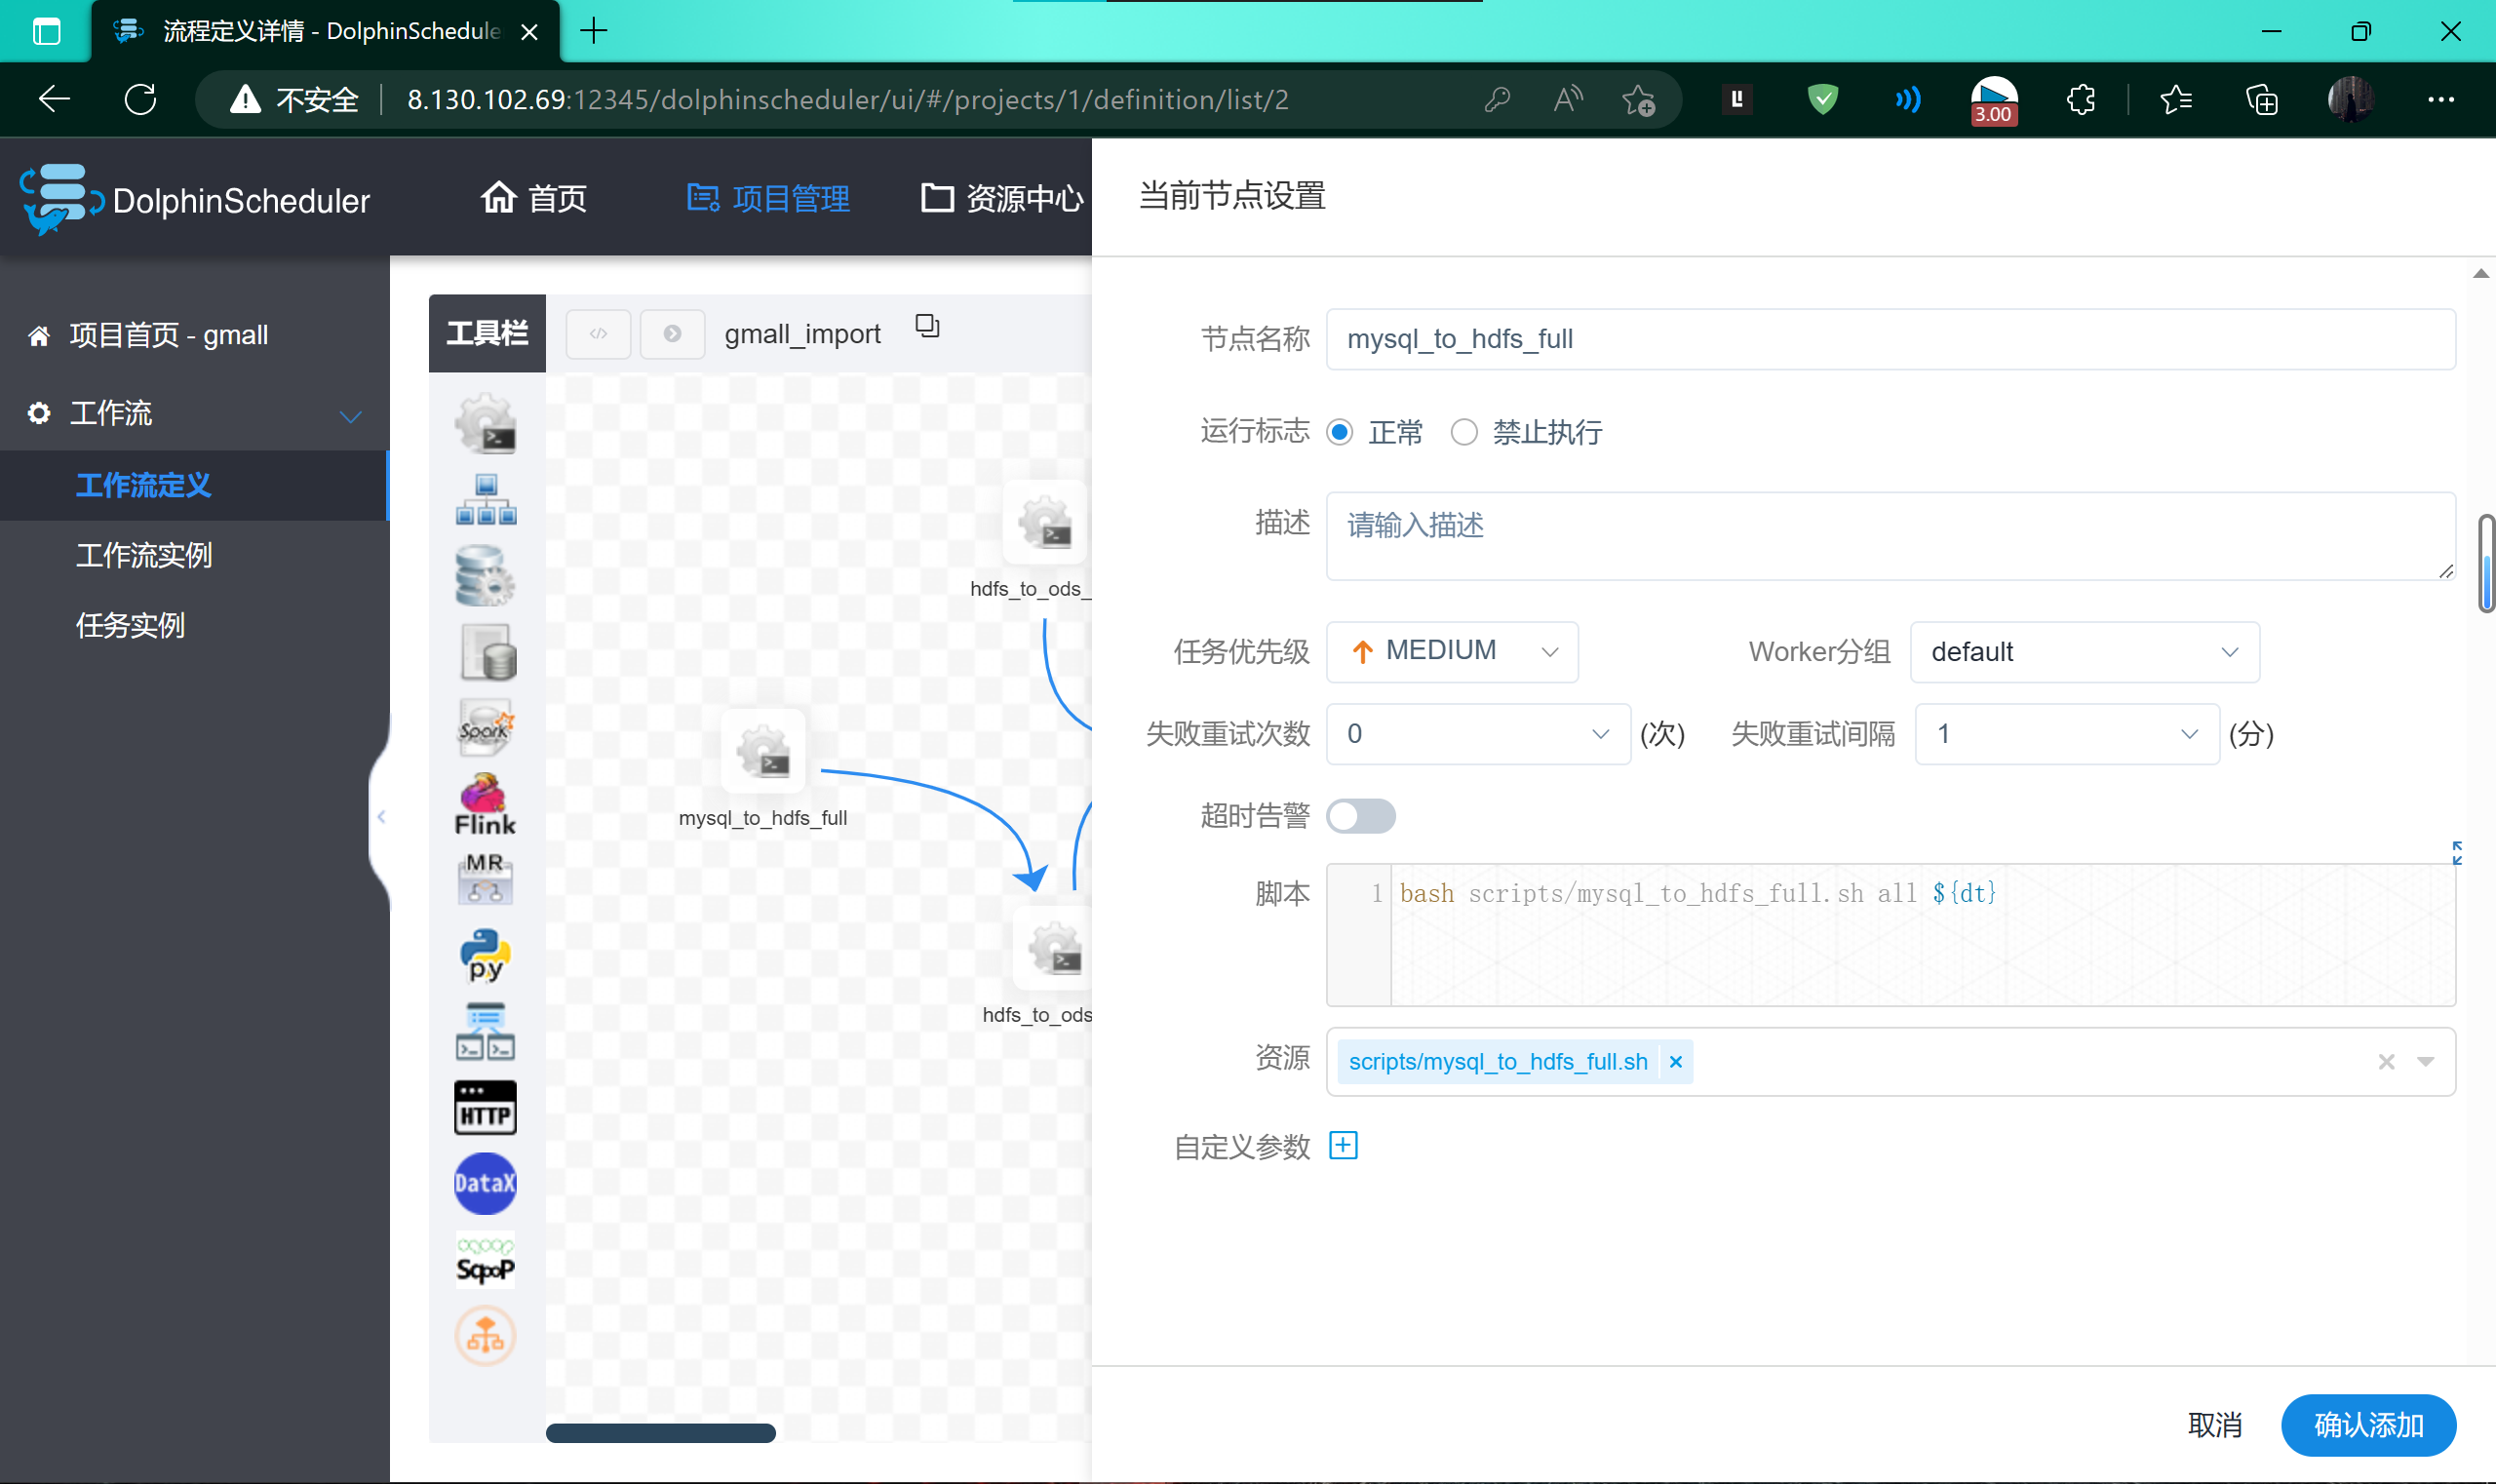 流程定义详情 - DolphinSchedule
不安全
8.130.102.69:12345/dolphinscheduler/ui/#/projects/1/definition/list/2
3.00
DolphinScheduler
首页
项目管理
资源中心
当前节点设置
项目首页 - gmall
工作流
工作流定义
工作流实例
任务实例
工具栏
gmall_import
Spark
Flink
MR
py
HTTP
DataX
SqooP
hdfs_to_ods_
mysql_to_hdfs_full
hdfs_to_ods
节点名称 mysql_to_hdfs_full
运行标志 正常 禁止执行
描述 请输入描述
任务优先级 MEDIUM Worker分组 default
失败重试次数 0 (次) 失败重试间隔 1 (分)
超时告警
脚本 1 bash scripts/mysql_to_hdfs_full.sh all ${dt}
资源 scripts/mysql_to_hdfs_full.sh
自定义参数
取消 确认添加